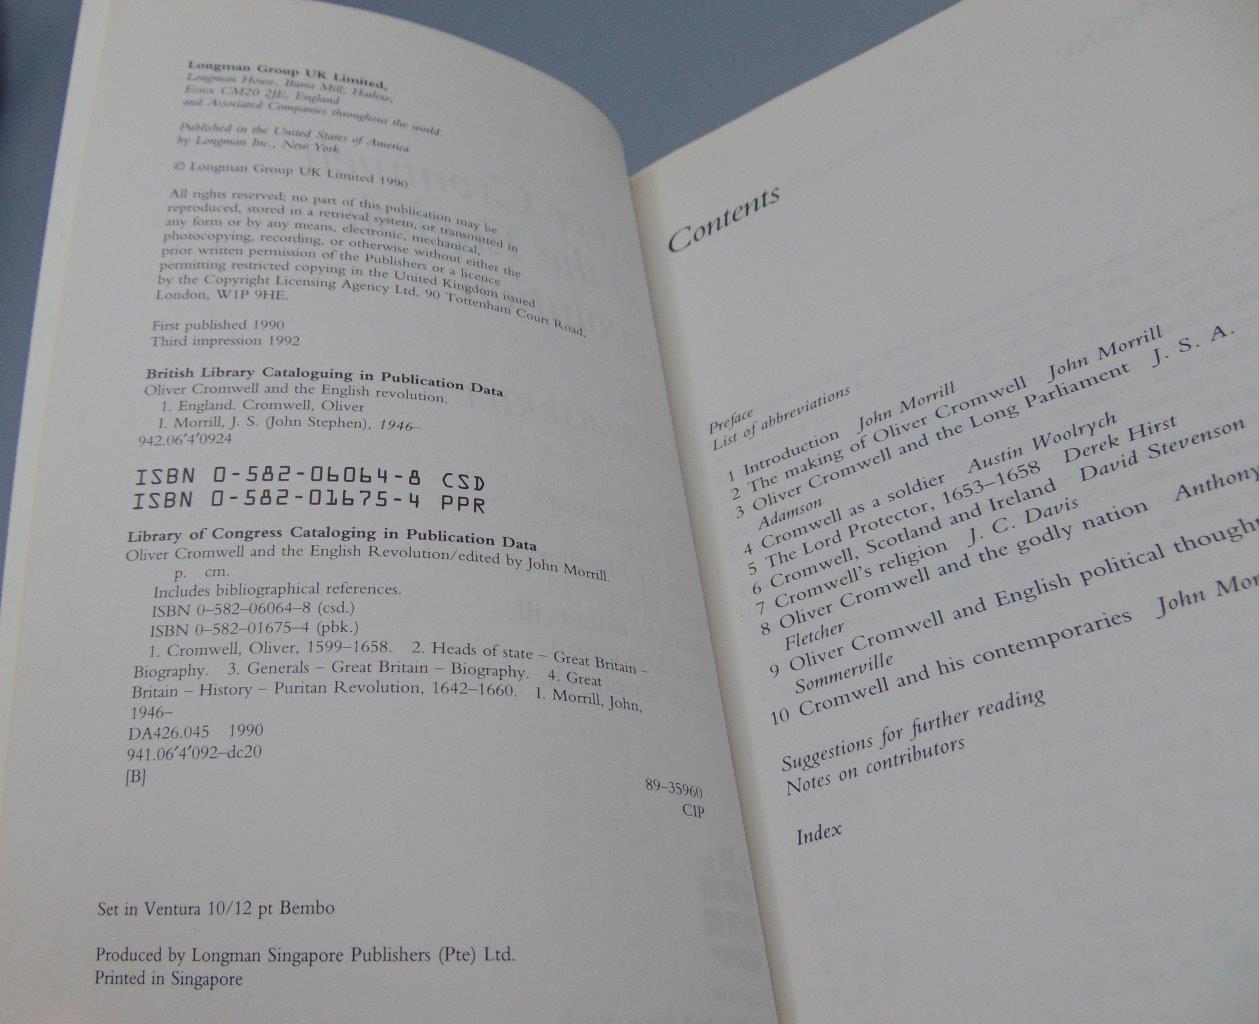 Longman Group UK Limited,
Longman House, Burnt Mill, Harlow,
Essex CM20 2JE, England
and Associated Companies throughout the world.
Published in the United States of America
by Longman Inc., New York
© Longman Group UK Limited 1990
All rights reserved; no part of this publication may be
reproduced, stored in a retrieval system, or transmitted in
any form or by any means, electronic, mechanical,
photocopying, recording, or otherwise without either the
prior written permission of the Publishers or a licence
permitting restricted copying in the United Kingdom issued
by the Copyright Licensing Agency Ltd, 90 Tottenham Court Road,
London, W1P 9HE.
First published 1990
Third impression 1992
British Library Cataloguing in Publication Data
Oliver Cromwell and the English revolution.
1. England. Cromwell, Oliver
I. Morrill, J. S. (John Stephen), 1946–
942.06′4′0924
ISBN 0-582-06064-8 CSD
ISBN 0-582-01675-4 PPR
Library of Congress Cataloging in Publication Data
Oliver Cromwell and the English Revolution/edited by John Morrill.
p. cm.
Includes bibliographical references.
ISBN 0–582–06064–8 (csd.)
ISBN 0–582–01675–4 (pbk.)
1. Cromwell, Oliver, 1599–1658. 2. Heads of state – Great Britain –
Biography. 3. Generals – Great Britain – Biography. 4. Great
Britain – History – Puritan Revolution, 1642–1660. I. Morrill, John,
1946–
DA426.045 1990
941.06′4′092–dc20
[B]
89–35960
CIP
Set in Ventura 10/12 pt Bembo
Produced by Longman Singapore Publishers (Pte) Ltd.
Printed in Singapore
Contents
Preface
List of abbreviations
1 Introduction John Morrill
2 The making of Oliver Cromwell John Morrill
3 Oliver Cromwell and the Long Parliament J. S. A.
Adamson
4 Cromwell as a soldier Austin Woolrych
5 The Lord Protector, 1653–1658 Derek Hirst
6 Cromwell, Scotland and Ireland David Stevenson
7 Cromwell's religion J. C. Davis
8 Oliver Cromwell and the godly nation Anthony
Fletcher
9 Oliver Cromwell and English political thought
Sommerville
10 Cromwell and his contemporaries John Mor
Suggestions for further reading
Notes on contributors
Index